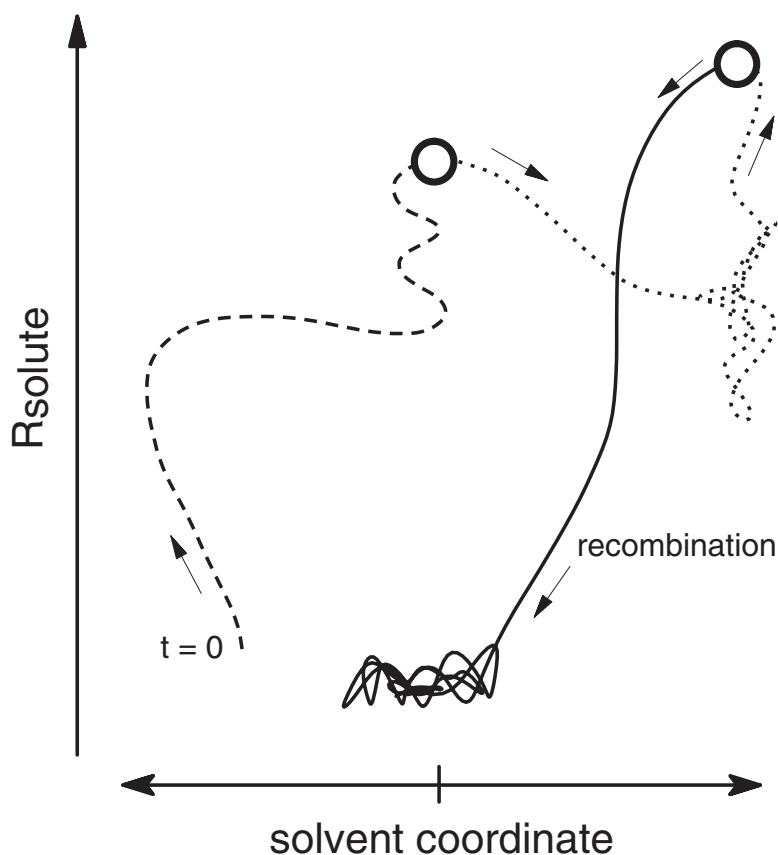 Rsolute
recombination
t = 0
solvent coordinate